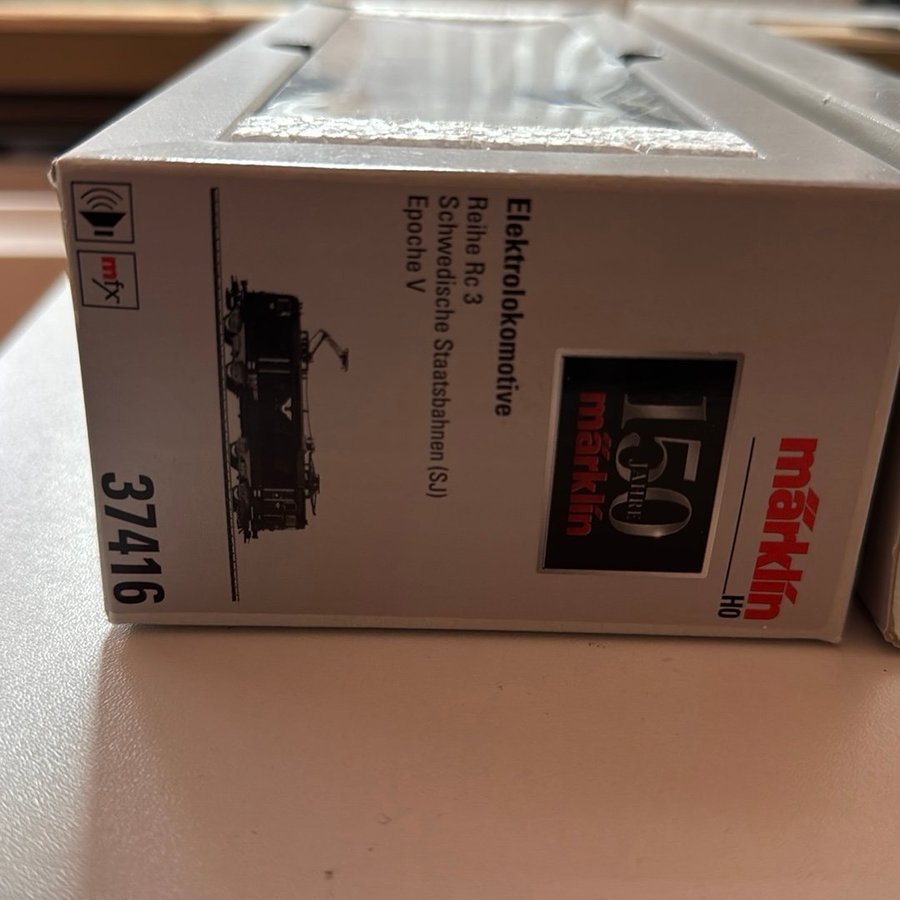 märklin
H0
150
JAHRE
märklin
Elektrolokomotive
Reihe Rc 3
Schwedische Staatsbahnen (SJ)
Epoche V
mfx
37416